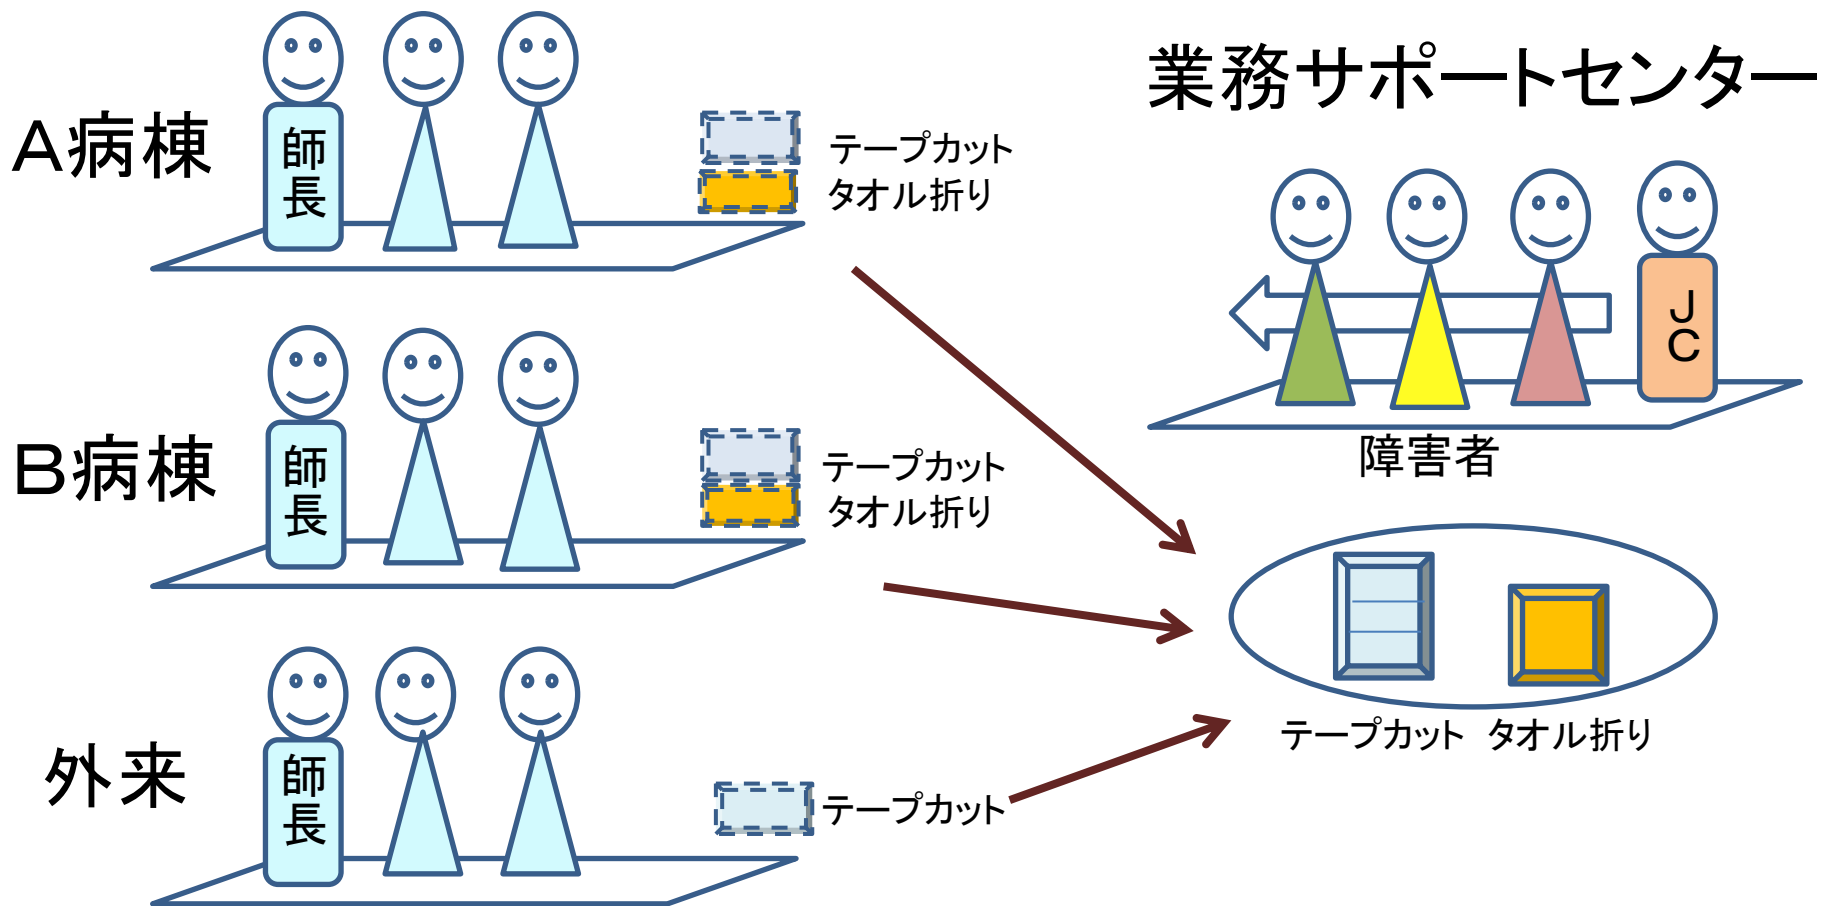 業務サポートセンター
A病棟
師長
テープカット
タオル折り
JC
障害者
B病棟
師長
テープカット
タオル折り
外来
師長
テープカット
テープカット タオル折り